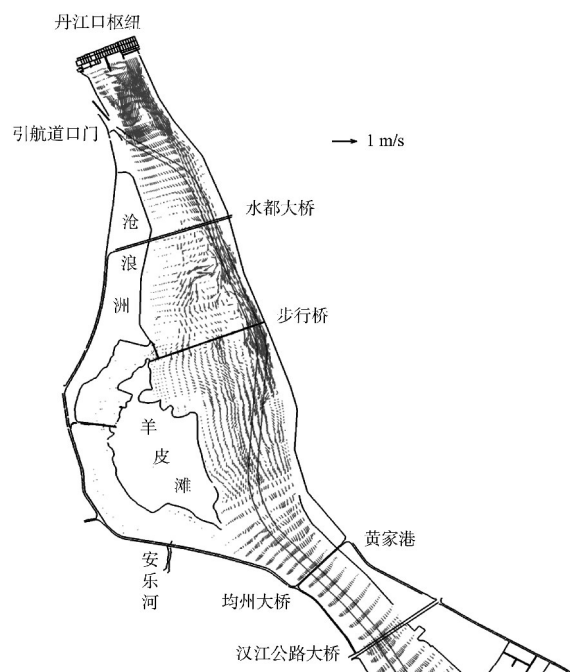 丹江口枢纽
引航道口门
1 m/s
水都大桥
沧浪洲
步行桥
羊皮滩
黄家港
安乐河
均州大桥
汉江公路大桥